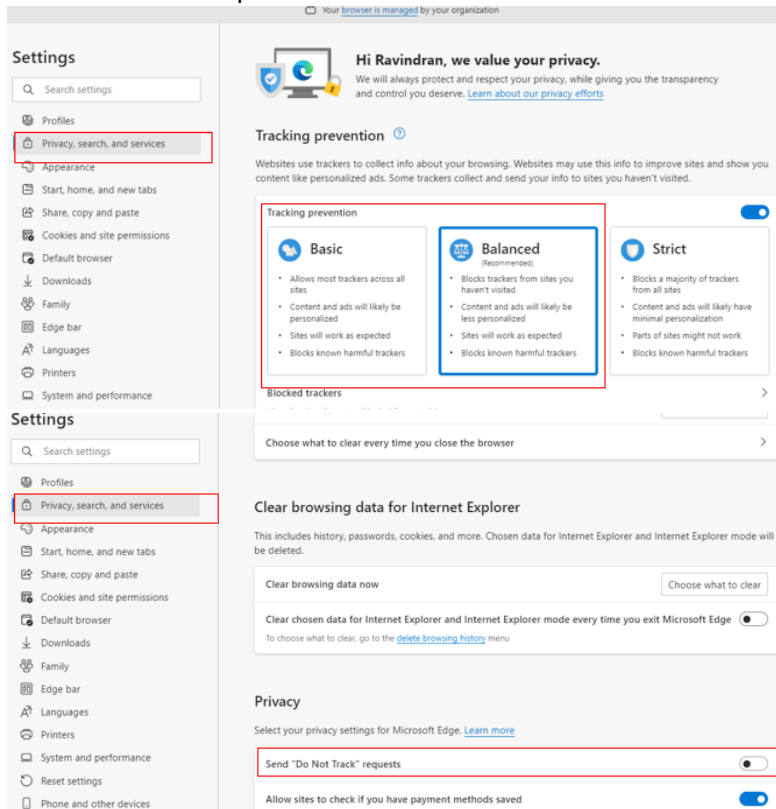 Your browser is managed by your organization
Settings
Search settings
Profiles
Privacy, search, and services
Appearance
Start, home, and new tabs
Share, copy and paste
Cookies and site permissions
Default browser
Downloads
Family
Edge bar
Languages
Printers
System and performance
Hi Ravindran, we value your privacy.
We will always protect and respect your privacy, while giving you the transparency
and control you deserve. Learn about our privacy efforts
Tracking prevention
Websites use trackers to collect info about your browsing. Websites may use this info to improve sites and show you
content like personalized ads. Some trackers collect and send your info to sites you haven't visited.
Tracking prevention
Basic
Allows most trackers across all
sites
Content and ads will likely be
personalized
Sites will work as expected
Blocks known harmful trackers
Balanced
(Recommended)
Blocks trackers from sites you
haven't visited
Content and ads will likely be
less personalized
Sites will work as expected
Blocks known harmful trackers
Strict
Blocks a majority of trackers
from all sites
Content and ads will likely have
minimal personalization
Parts of sites might not work
Blocks known harmful trackers
Blocked trackers
Settings
Search settings
Profiles
Privacy, search, and services
Appearance
Start, home, and new tabs
Share, copy and paste
Cookies and site permissions
Default browser
Downloads
Family
Edge bar
Languages
Printers
System and performance
Reset settings
Phone and other devices
Choose what to clear every time you close the browser
Clear browsing data for Internet Explorer
This includes history, passwords, cookies, and more. Chosen data for Internet Explorer and Internet Explorer mode will
be deleted.
Clear browsing data now
Choose what to clear
Clear chosen data for Internet Explorer and Internet Explorer mode every time you exit Microsoft Edge
To choose what to clear, go to the delete browsing history menu
Privacy
Select your privacy settings for Microsoft Edge. Learn more
Send "Do Not Track" requests
Allow sites to check if you have payment methods saved